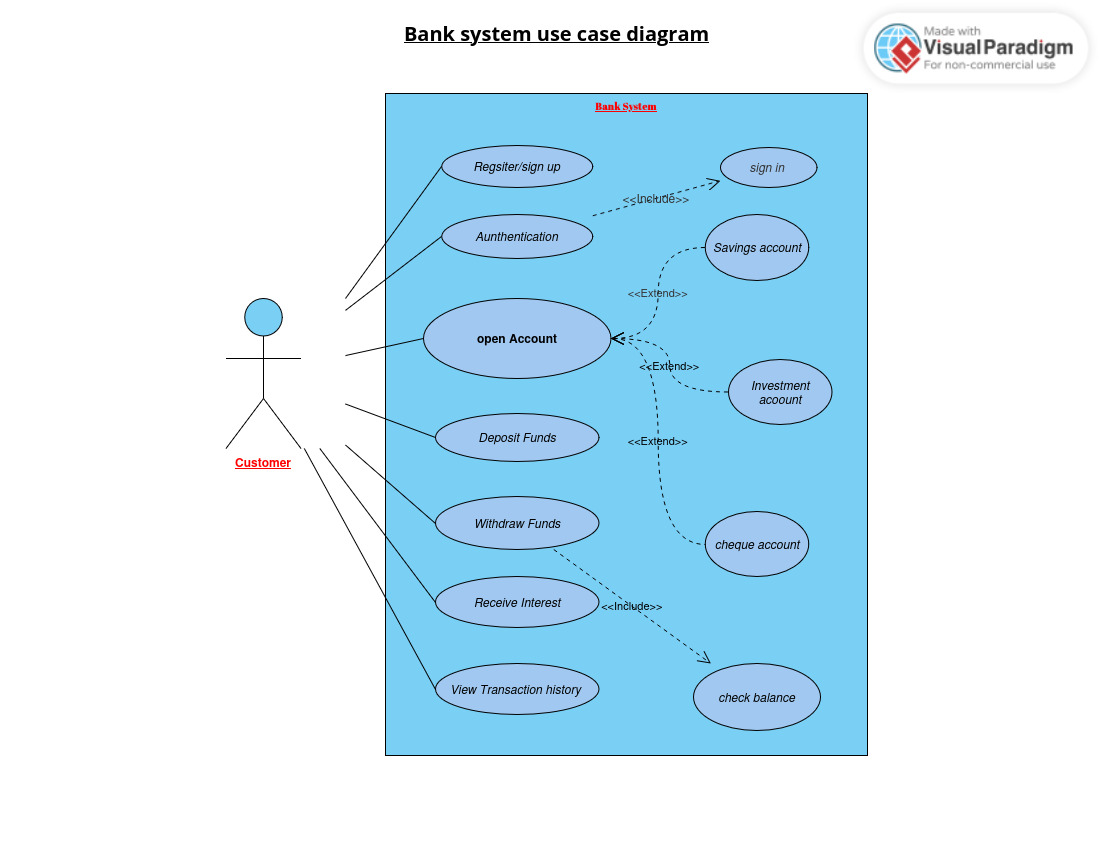 Bank system use case diagram
Made with
Visual Paradigm
For non-commercial use
Bank System
Regsiter/sign up
sign in
<<Include>>
Aunthentication
Savings account
<<Extend>>
open Account
<<Extend>>
Investment
acoount
Deposit Funds
<<Extend>>
Customer
Withdraw Funds
cheque account
Receive Interest
<<Include>>
View Transaction history
check balance